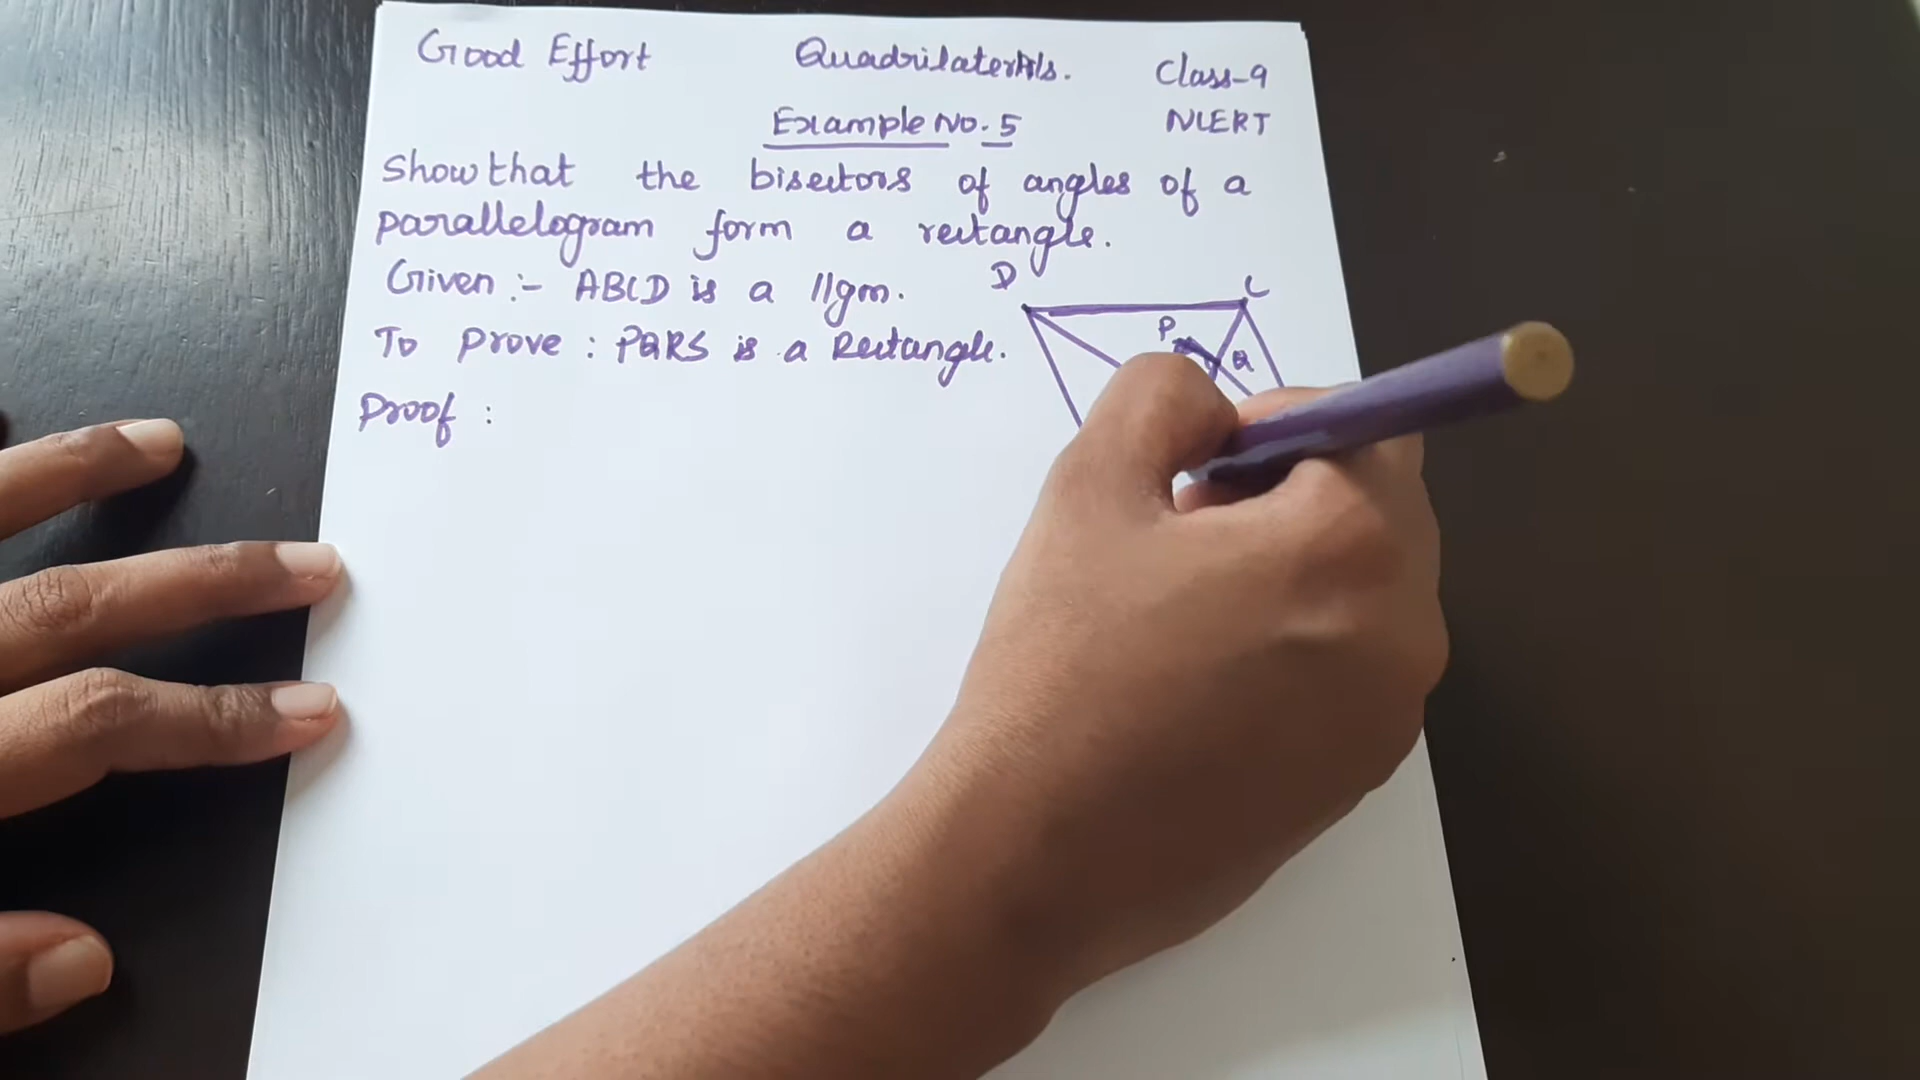 Good Effort Quadrilaterals. Class-9
Example No. 5 NCERT
Show that the bisectors of angles of a
parallelogram form a rectangle.
Given :- ABCD is a llgm.
To prove : PQRS is a Rectangle.
Proof :
D C
P Q